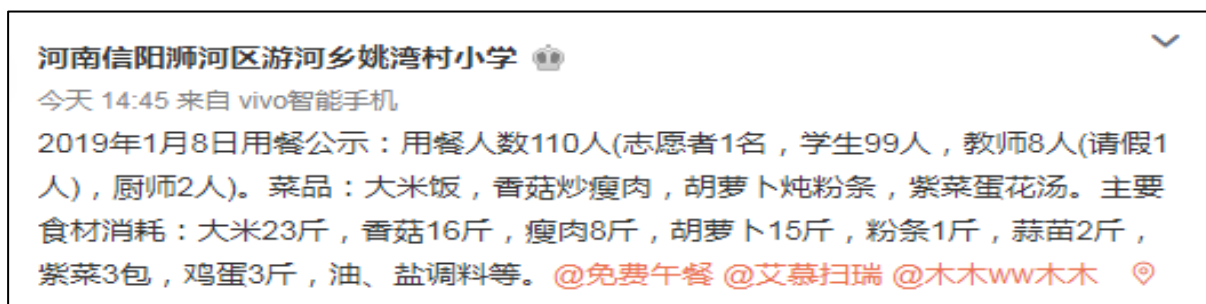 河南信阳浉河区游河乡姚湾村小学
今天 14:45 来自 vivo智能手机
2019年1月8日用餐公示：用餐人数110人(志愿者1名，学生99人，教师8人(请假1
人)，厨师2人)。菜品：大米饭，香菇炒瘦肉，胡萝卜炖粉条，紫菜蛋花汤。主要
食材消耗：大米23斤，香菇16斤，瘦肉8斤，胡萝卜15斤，粉条1斤，蒜苗2斤，
紫菜3包，鸡蛋3斤，油、盐调料等。@免费午餐 @艾慕扫瑞 @木木ww木木